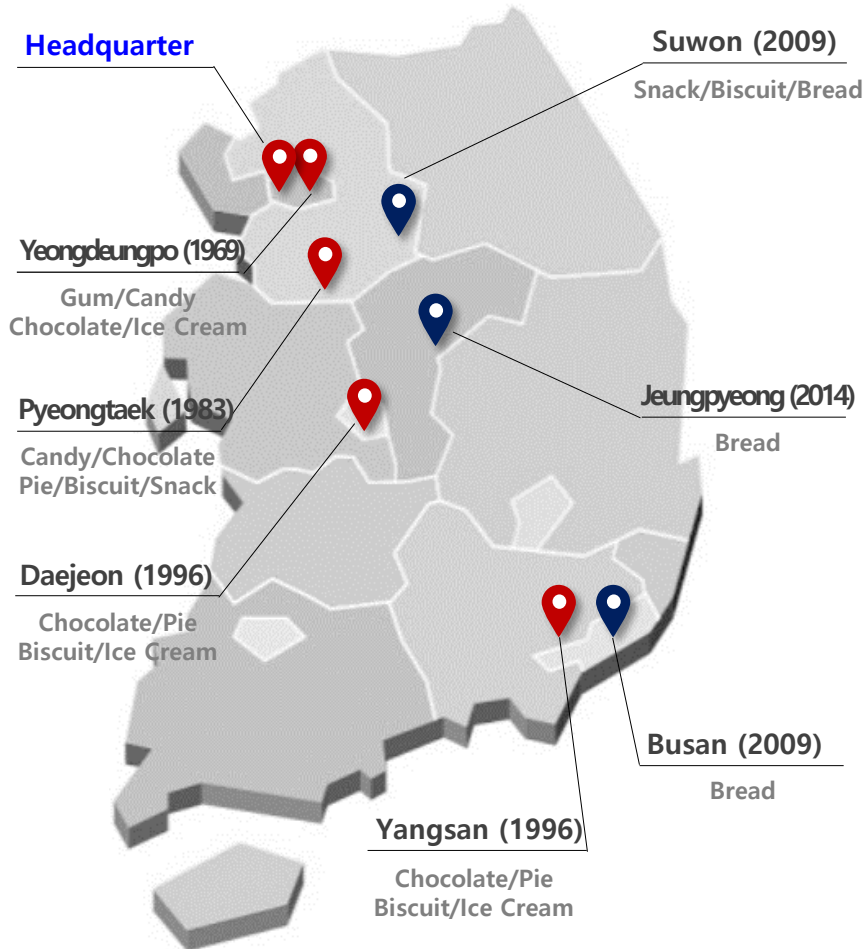 Headquarter
Suwon (2009)
Snack/Biscuit/Bread
Yeongdeungpo (1969)
Gum/Candy
Chocolate/Ice Cream
Pyeongtaek (1983)
Candy/Chocolate
Pie/Biscuit/Snack
Jeungpyeong (2014)
Bread
Daejeon (1996)
Chocolate/Pie
Biscuit/Ice Cream
Busan (2009)
Bread
Yangsan (1996)
Chocolate/Pie
Biscuit/Ice Cream